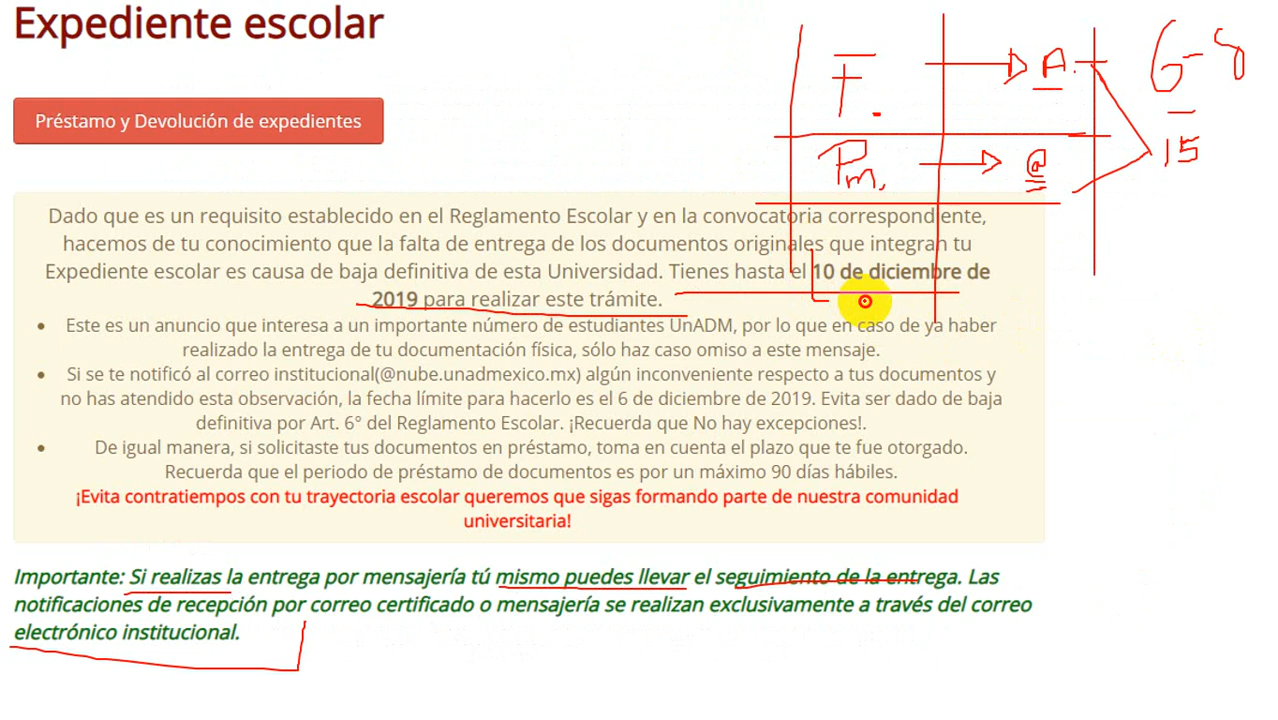 Expediente escolar
Préstamo y Devolución de expedientes
F. A. 6-8
Pm. @ 15
Dado que es un requisito establecido en el Reglamento Escolar y en la convocatoria correspondiente,
hacemos de tu conocimiento que la falta de entrega de los documentos originales que integran tu
Expediente escolar es causa de baja definitiva de esta Universidad. Tienes hasta el 10 de diciembre de
2019 para realizar este trámite.
• Este es un anuncio que interesa a un importante número de estudiantes UnADM, por lo que en caso de ya haber
realizado la entrega de tu documentación física, sólo haz caso omiso a este mensaje.
• Si se te notificó al correo institucional(@nube.unadmexico.mx) algún inconveniente respecto a tus documentos y
no has atendido esta observación, la fecha límite para hacerlo es el 6 de diciembre de 2019. Evita ser dado de baja
definitiva por Art. 6° del Reglamento Escolar. ¡Recuerda que No hay excepciones!.
• De igual manera, si solicitaste tus documentos en préstamo, toma en cuenta el plazo que te fue otorgado.
Recuerda que el periodo de préstamo de documentos es por un máximo 90 días hábiles.
¡Evita contratiempos con tu trayectoria escolar queremos que sigas formando parte de nuestra comunidad
universitaria!
Importante: Si realizas la entrega por mensajería tú mismo puedes llevar el seguimiento de la entrega. Las
notificaciones de recepción por correo certificado o mensajería se realizan exclusivamente a través del correo
electrónico institucional.